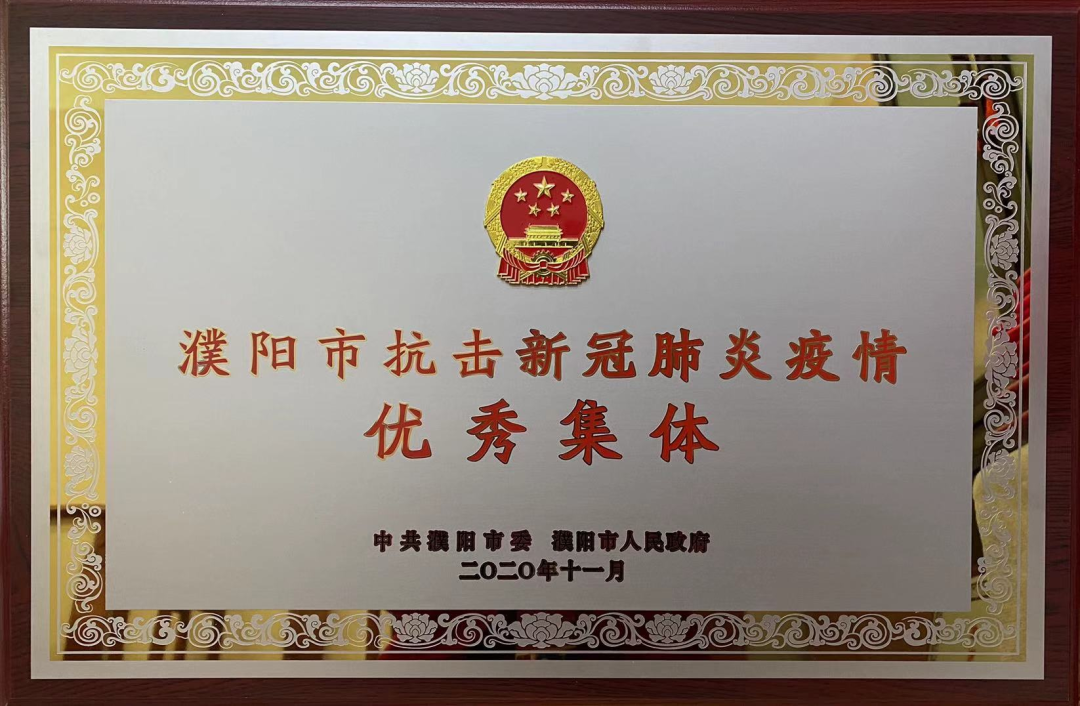 濮阳市抗击新冠肺炎疫情
优秀集体
中共濮阳市委 濮阳市人民政府
二〇二〇年十一月